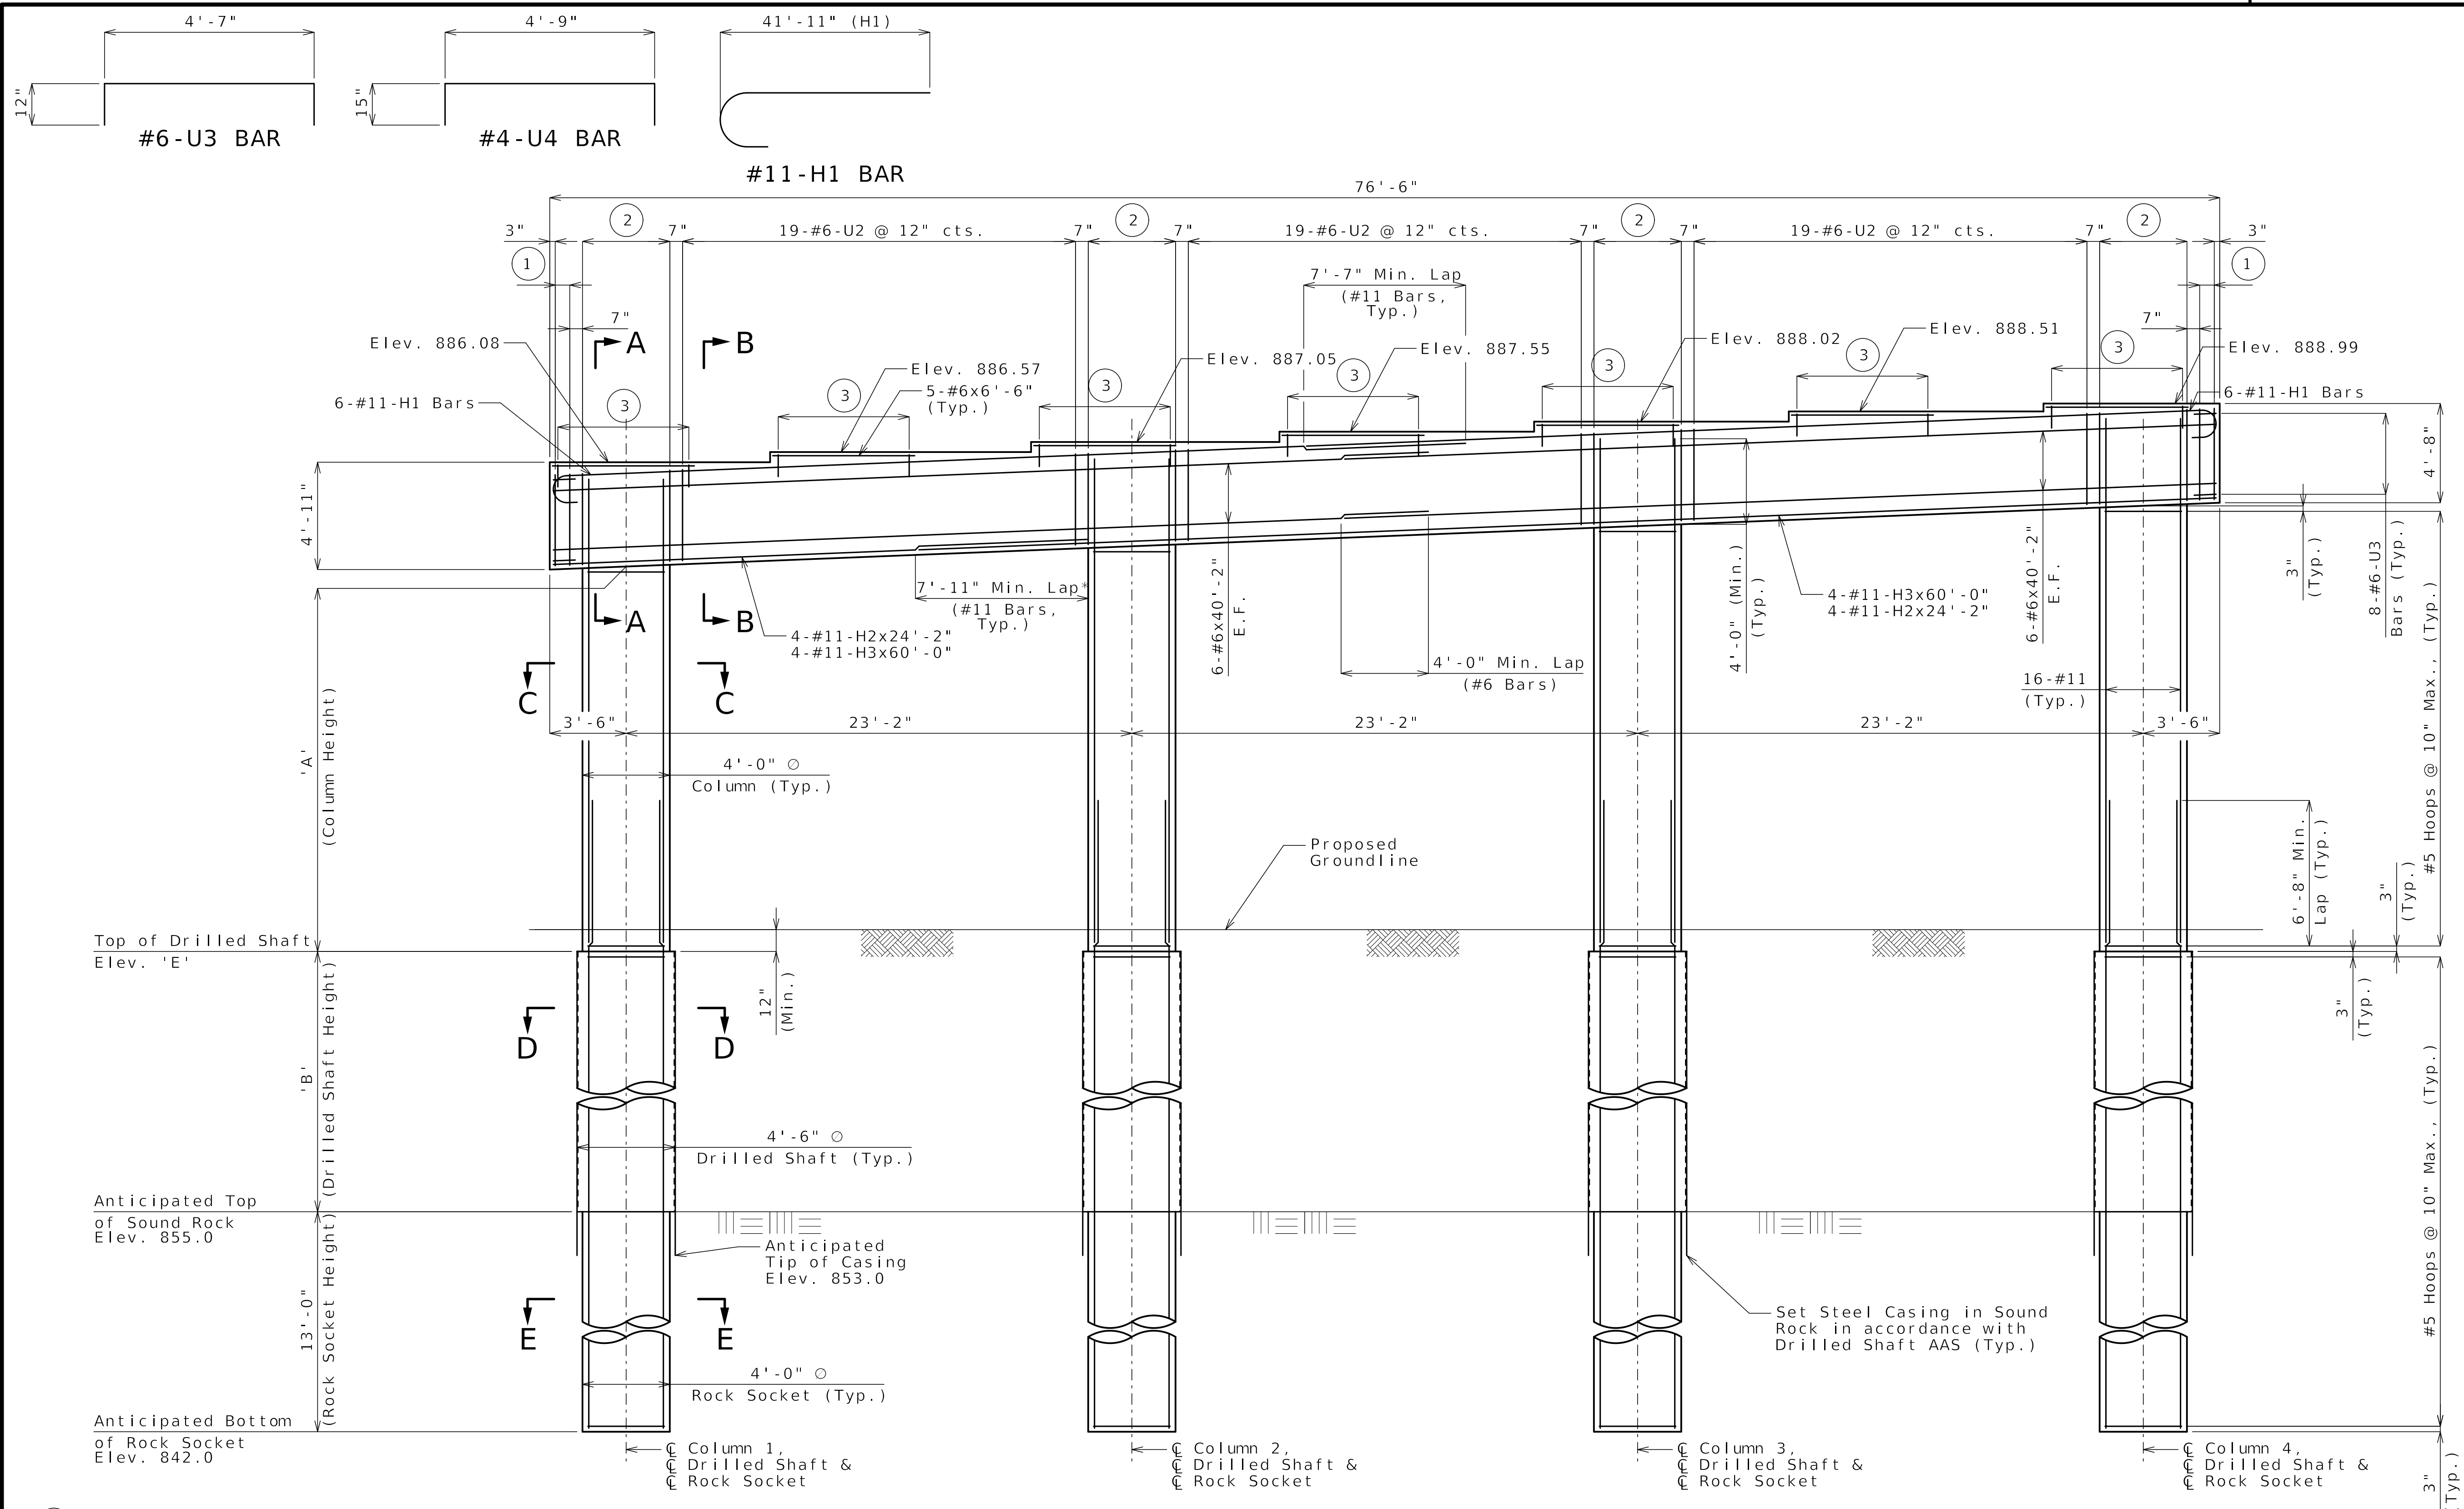 4'-7"
4'-9"
41'-11" (H1)
12"
15"
#6-U3 BAR
#4-U4 BAR
#11-H1 BAR
76'-6"
3"
2
7"
19-#6-U2 @ 12" cts.
7"
2
7"
19-#6-U2 @ 12" cts.
7"
2
7"
19-#6-U2 @ 12" cts.
7"
2
3"
1
1
7'-7" Min. Lap
(#11 Bars,
Typ.)
7"
7"
A
B
Elev. 886.08
Elev. 886.57
Elev. 887.05
Elev. 887.55
Elev. 888.02
Elev. 888.51
Elev. 888.99
3
3
3
3
3
3
3
5-#6x6'-6"
(Typ.)
6-#11-H1 Bars
6-#11-H1 Bars
4'-11"
4'-8"
7'-11" Min. Lap*
(#11 Bars,
Typ.)
A
B
4-#11-H2x24'-2"
4-#11-H3x60'-0"
6-#6x40'-2"
E.F.
4'-0" Min. Lap
(#6 Bars)
4'-0" (Min.)
(Typ.)
4-#11-H3x60'-0"
4-#11-H2x24'-2"
6-#6x40'-2"
E.F.
3"
(Typ.)
8-#6-U3
Bars (Typ.)
#5 Hoops @ 10" Max., (Typ.)
16-#11
(Typ.)
C
C
3'-6"
23'-2"
23'-2"
23'-2"
3'-6"
'A'
(Column Height)
4'-0" ∅
Column (Typ.)
Proposed
Groundline
6'-8" Min.
Lap (Typ.)
3"
(Typ.)
Top of Drilled Shaft
Elev. 'E'
12"
(Min.)
3"
(Typ.)
D
D
'B'
(Drilled Shaft Height)
4'-6" ∅
Drilled Shaft (Typ.)
#5 Hoops @ 10" Max., (Typ.)
Anticipated Top
of Sound Rock
Elev. 855.0
Anticipated
Tip of Casing
Elev. 853.0
13'-0"
(Rock Socket Height)
E
E
Set Steel Casing in Sound
Rock in accordance with
Drilled Shaft AAS (Typ.)
4'-0" ∅
Rock Socket (Typ.)
Anticipated Bottom
of Rock Socket
Elev. 842.0
℄ Column 1,
℄ Drilled Shaft &
℄ Rock Socket
℄ Column 2,
℄ Drilled Shaft &
℄ Rock Socket
℄ Column 3,
℄ Drilled Shaft &
℄ Rock Socket
℄ Column 4,
℄ Drilled Shaft &
℄ Rock Socket
3"